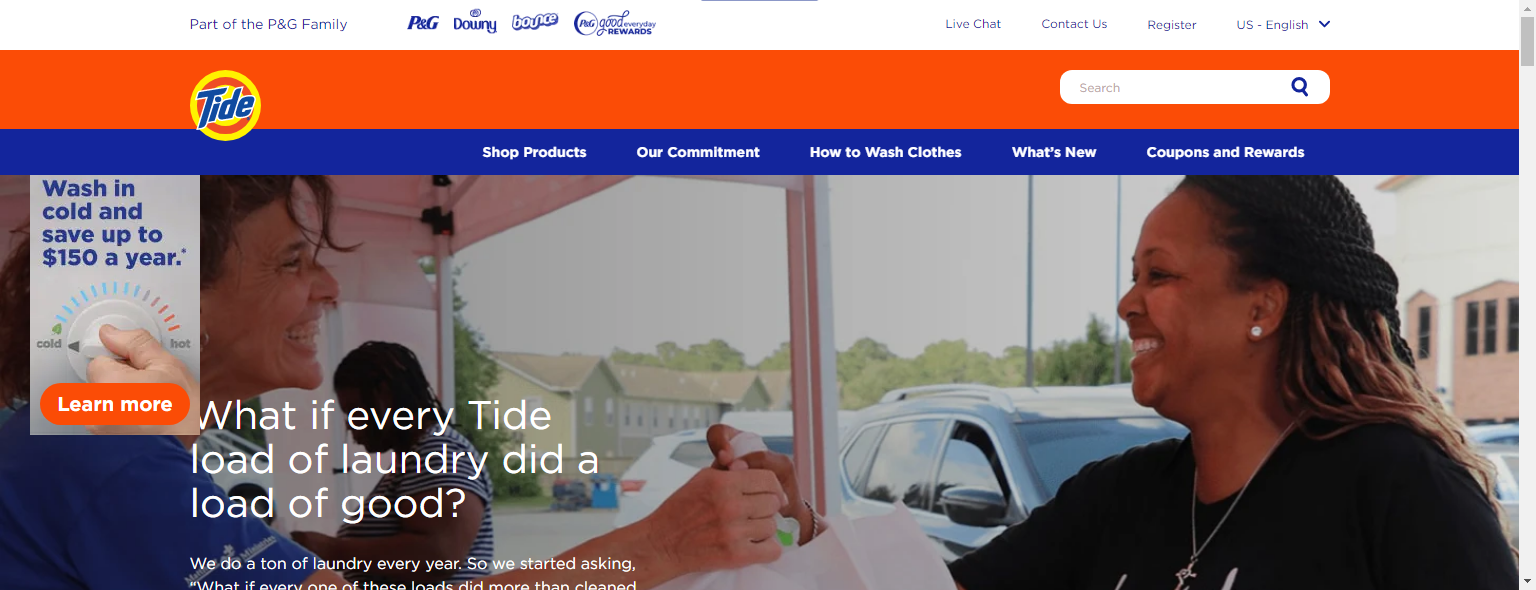 Part of the P&G Family
P&G
Downy
bounce
P&G good everyday
REWARDS
Live Chat
Contact Us
Register
US - English
Tide
Search
Shop Products
Our Commitment
How to Wash Clothes
What's New
Coupons and Rewards
Wash in
cold and
save up to
$150 a year.*
cold
hot
Learn more
What if every Tide
load of laundry did a
load of good?
We do a ton of laundry every year. So we started asking,
“What if every one of these loads did more than cleaned